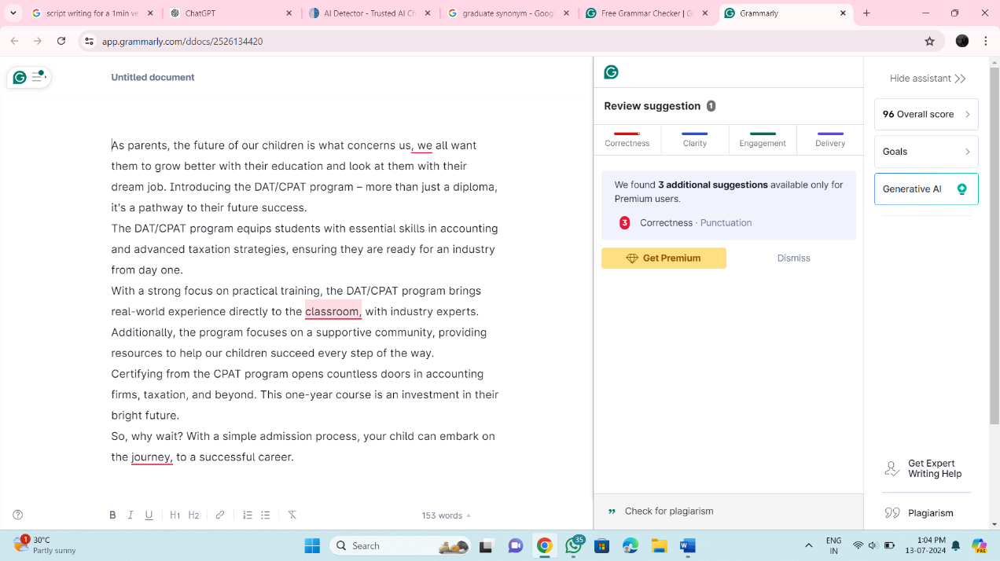 script writing for a 1min ve
ChatGPT
AI Detector - Trusted AI Ch
graduate synonym - Goog
Free Grammar Checker | G
Grammarly
app.grammarly.com/ddocs/2526134420
Untitled document
As parents, the future of our children is what concerns us, we all want
them to grow better with their education and look at them with their
dream job. Introducing the DAT/CPAT program – more than just a diploma,
it's a pathway to their future success.
The DAT/CPAT program equips students with essential skills in accounting
and advanced taxation strategies, ensuring they are ready for an industry
from day one.
With a strong focus on practical training, the DAT/CPAT program brings
real-world experience directly to the classroom, with industry experts.
Additionally, the program focuses on a supportive community, providing
resources to help our children succeed every step of the way.
Certifying from the CPAT program opens countless doors in accounting
firms, taxation, and beyond. This one-year course is an investment in their
bright future.
So, why wait? With a simple admission process, your child can embark on
the journey, to a successful career.
B I U H1 H2
153 words
Review suggestion 1
Correctness
Clarity
Engagement
Delivery
We found 3 additional suggestions available only for
Premium users.
3 Correctness · Punctuation
Get Premium
Dismiss
Check for plagiarism
Hide assistant
96 Overall score
Goals
Generative AI
Get Expert
Writing Help
Plagiarism
1
30°C
Partly sunny
Search
35
PRE
ENG
IN
1:04 PM
13-07-2024